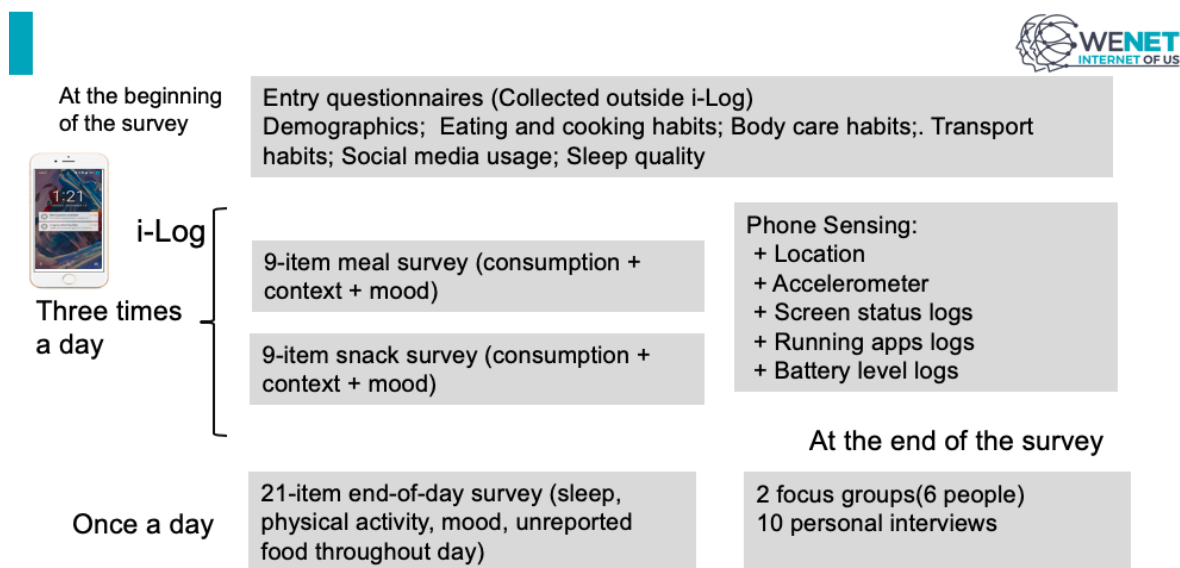 WENET
INTERNET OF US
At the beginning
of the survey
Entry questionnaires (Collected outside i-Log)
Demographics;  Eating and cooking habits; Body care habits;. Transport
habits; Social media usage; Sleep quality
1:21
i-Log
Three times
a day
9-item meal survey (consumption +
context + mood)
9-item snack survey (consumption +
context + mood)
Phone Sensing:
+ Location
+ Accelerometer
+ Screen status logs
+ Running apps logs
+ Battery level logs
At the end of the survey
Once a day
21-item end-of-day survey (sleep,
physical activity, mood, unreported
food throughout day)
2 focus groups(6 people)
10 personal interviews